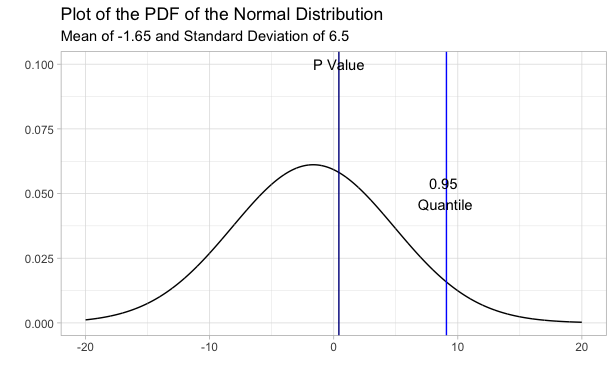 Plot of the PDF of the Normal Distribution
Mean of -1.65 and Standard Deviation of 6.5
0.100
P Value
0.075
0.050
0.95
Quantile
0.025
0.000
-20
-10
0
10
20